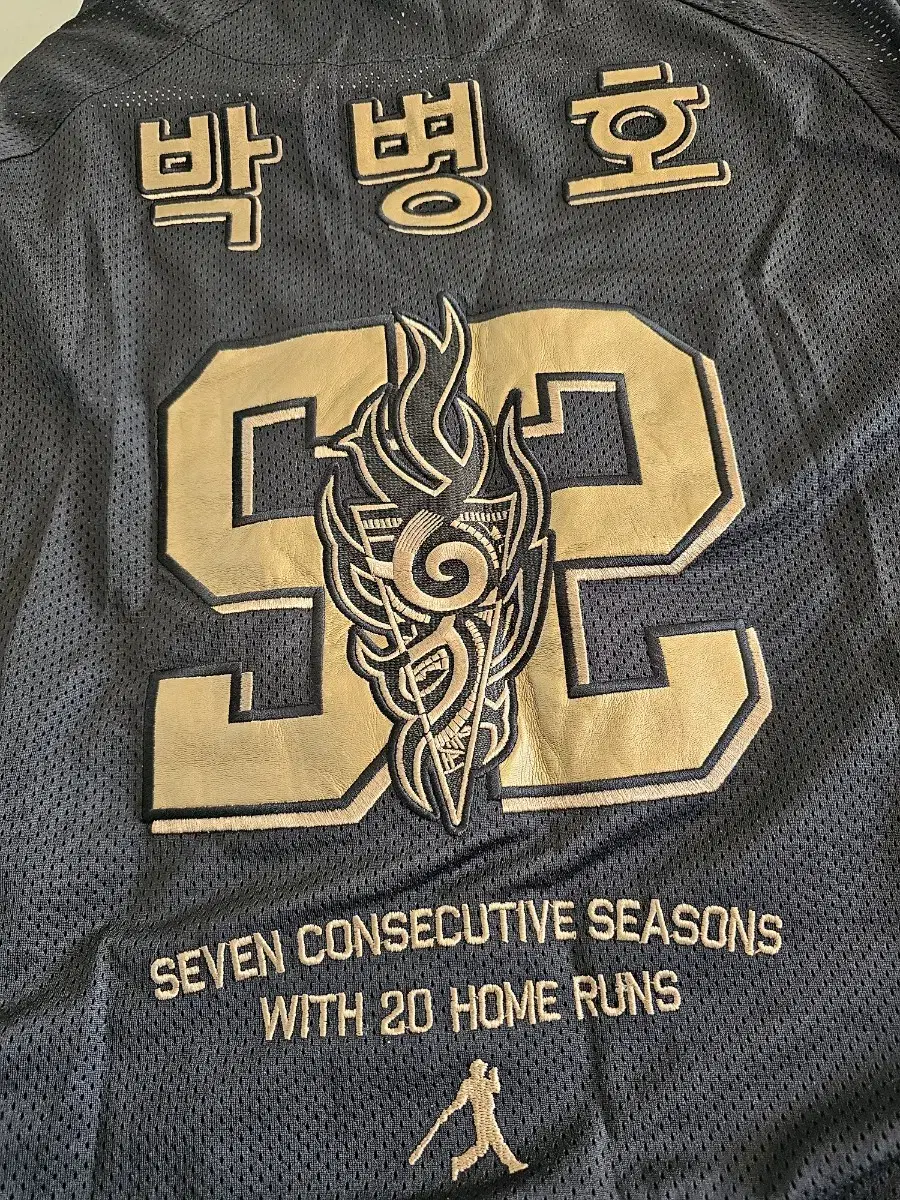 박병호
52
SEVEN CONSECUTIVE SEASONS
WITH 20 HOME RUNS